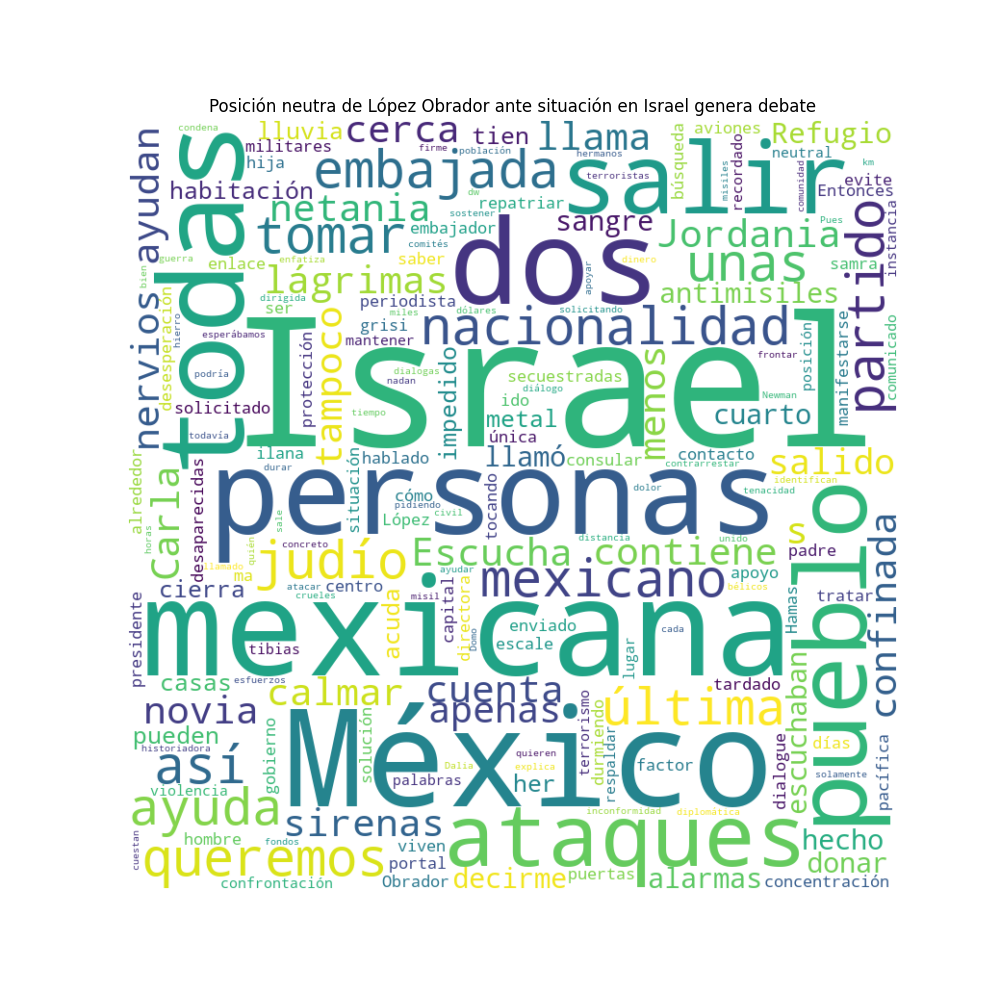 Posición neutra de López Obrador ante situación en Israel genera debate
condena
lluvia
cerca
tien
llama
aviones
Refugio
militares
firme
población
hermanos
búsqueda
neutral
km
hija
embajada
salir
terroristas
misiles
recordado
comunidad
evite
Entonces
habitación
dw
repatriar
Pues
ayudan
todas
netania
sostener
sangre
instancia
tomar
embajador
dos
Jordania
partido
comités
saber
unas
guerra
enfatiza
enlace
lágrimas
apoyar
dinero
samra
bien
nervios
desesperación
hierro
dirigida
ser
periodista
miles
dólares
solicitando
antimisiles
comunicado
esperábamos
grisi
mantener
nacionalidad
Israel
posición
manifestarse
podría
protección
tampoco
impedido
dialogas
nadan
diálogo
secuestradas
menos
frontar
solicitado
tiempo
ido
metal
Newman
cuarto
todavía
única
ilana
hablado
llamó
consular
contacto
contrarrestar
salido
alrededor
carla
desaparecidas
durar
situación
personas
dolor
tenacidad
identifican
cómo
pidiendo
López
civil
tocando
distancia
unido
s
pueblo
confinada
horas
sale
quién
concreto
llamado
judío
Escucha
contiene
padre
cierra
ma
atacar
centro
crueles
misil
ayudar
mexicano
apoyo
bélicos
Hamas
tratar
presidente
mexicana
acuda
capital
directora
Domo
enviado
escale
lugar
cada
tibias
casas
esfuerzos
calmar
cuenta
tardado
escuchaban
novia
apenas
última
pueden
historiadora
gobierno
solución
México
quieren
Dalia
explica
terrorismo
durmiendo
respaldar
factor
dialogue
días
pacífica
así
violencia
palabras
her
solamente
ayuda
sirenas
inconformidad
diplomática
hombre
fondos
viven
ataques
hecho
cuestan
queremos
portal
donar
confrontación
Obrador
decirme
puertas
alarmas
concentración